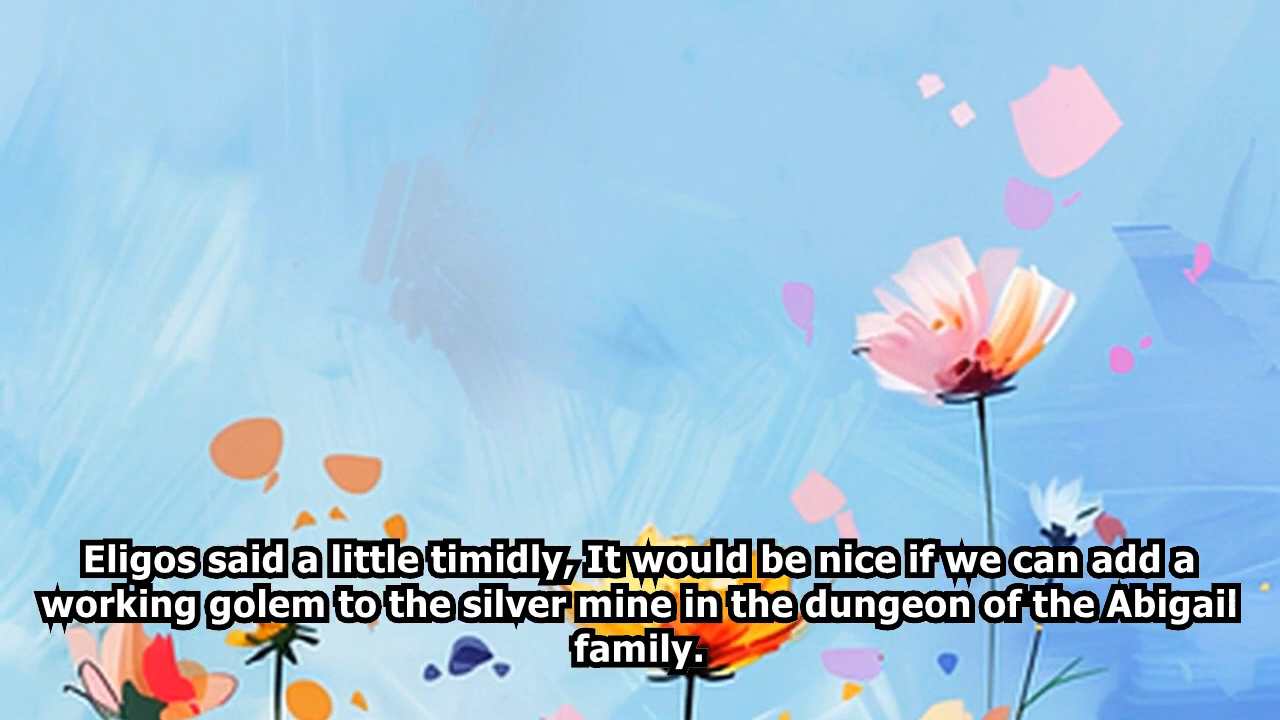 Eligos said a little timidly, It would be nice if we can add a
working golem to the silver mine in the dungeon of the Abigail
family.